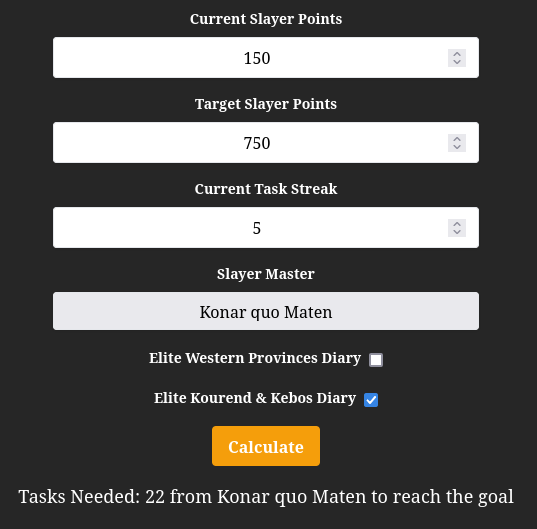 Current Slayer Points
150
Target Slayer Points
750
Current Task Streak
5
Slayer Master
Konar quo Maten
Elite Western Provinces Diary
Elite Kourend & Kebos Diary
Calculate
Tasks Needed: 22 from Konar quo Maten to reach the goal